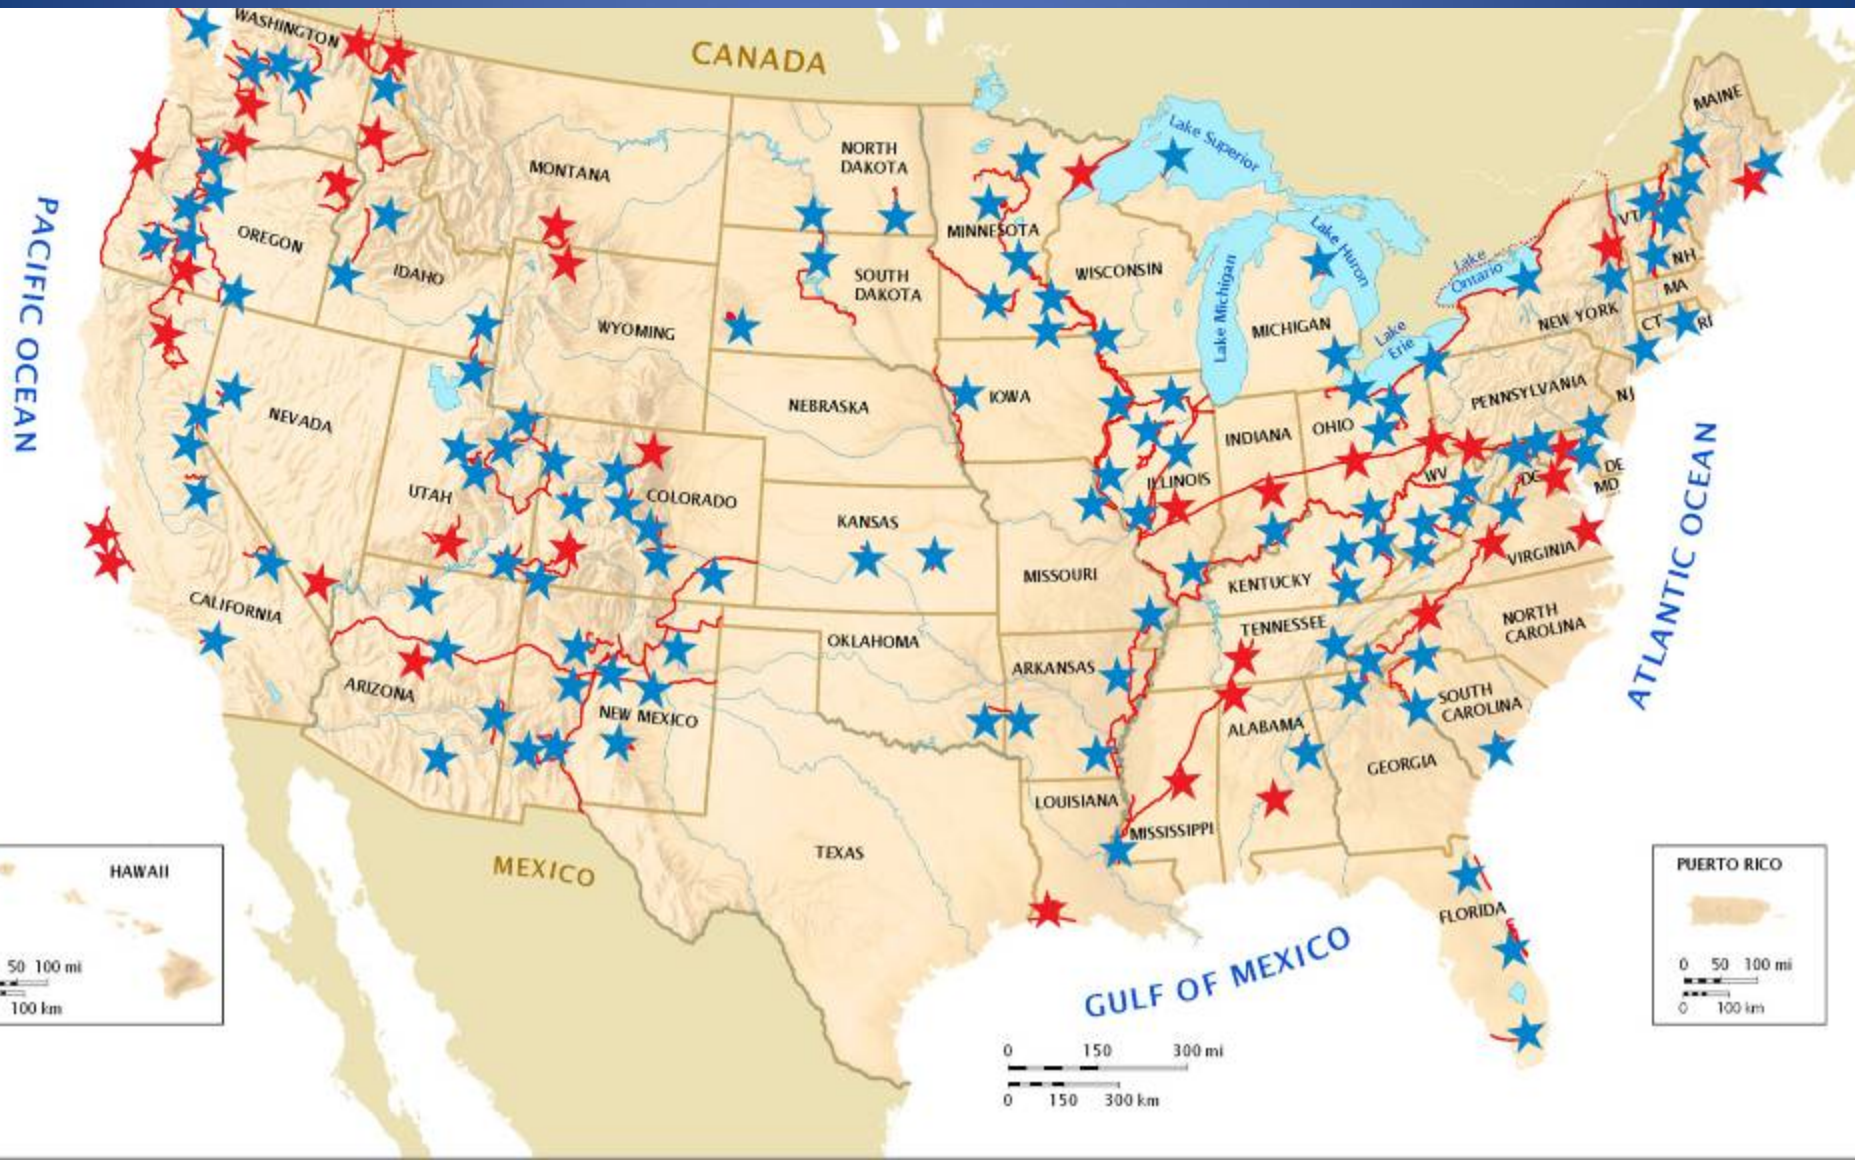 WASHINGTON
CANADA
MAINE
MONTANA
NORTH
DAKOTA
Lake Superior
PACIFIC OCEAN
OREGON
IDAHO
MINNESOTA
WISCONSIN
Lake Michigan
Lake Huron
Lake
Ontario
VT
NH
MA
CT
RI
NEW YORK
SOUTH
DAKOTA
WYOMING
MICHIGAN
Lake
Erie
PENNSYLVANIA
NJ
NEVADA
NEBRASKA
IOWA
INDIANA
OHIO
UTAH
COLORADO
ILLINOIS
WV
DC
DE
MD
KANSAS
MISSOURI
KENTUCKY
VIRGINIA
ATLANTIC OCEAN
CALIFORNIA
OKLAHOMA
TENNESSEE
NORTH
CAROLINA
ARKANSAS
ARIZONA
NEW MEXICO
SOUTH
CAROLINA
ALABAMA
GEORGIA
LOUISIANA
MISSISSIPPI
TEXAS
MEXICO
HAWAII
50 100 mi
100 km
PUERTO RICO
0 50 100 mi
0 100 km
FLORIDA
GULF OF MEXICO
0 150 300 mi
0 150 300 km